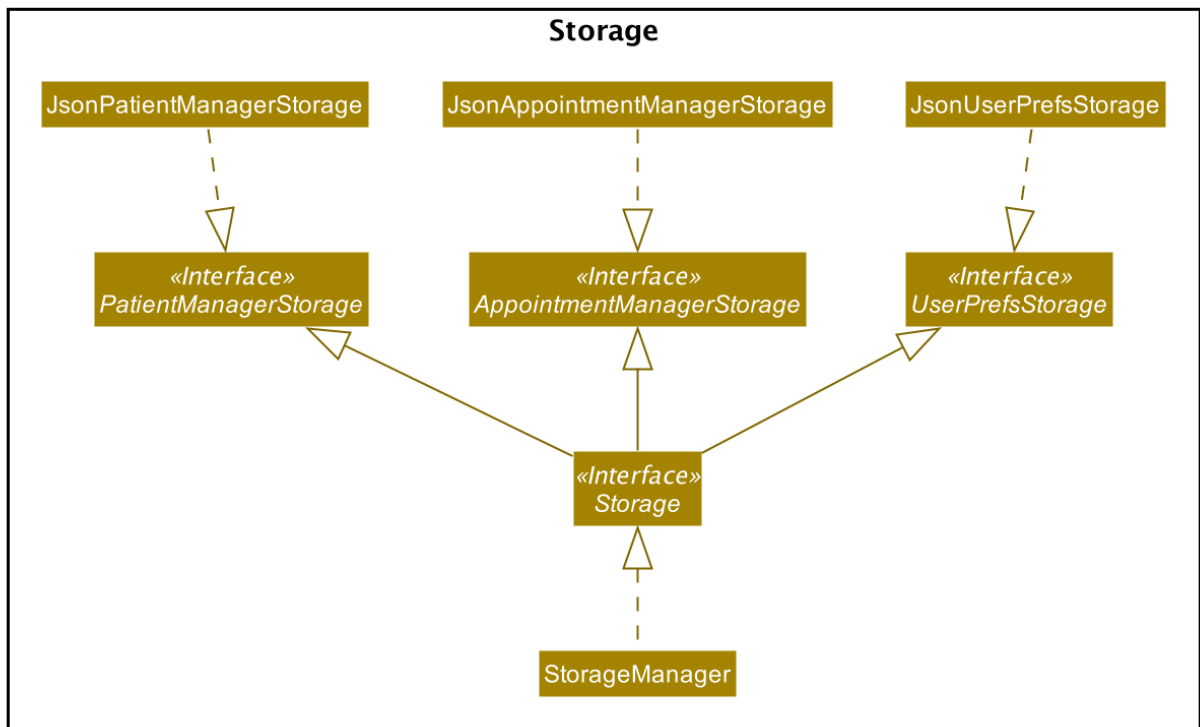 Storage
JsonPatientManagerStorage
JsonAppointmentManagerStorage
JsonUserPrefsStorage
«Interface»
PatientManagerStorage
«Interface»
AppointmentManagerStorage
«Interface»
UserPrefsStorage
«Interface»
Storage
StorageManager